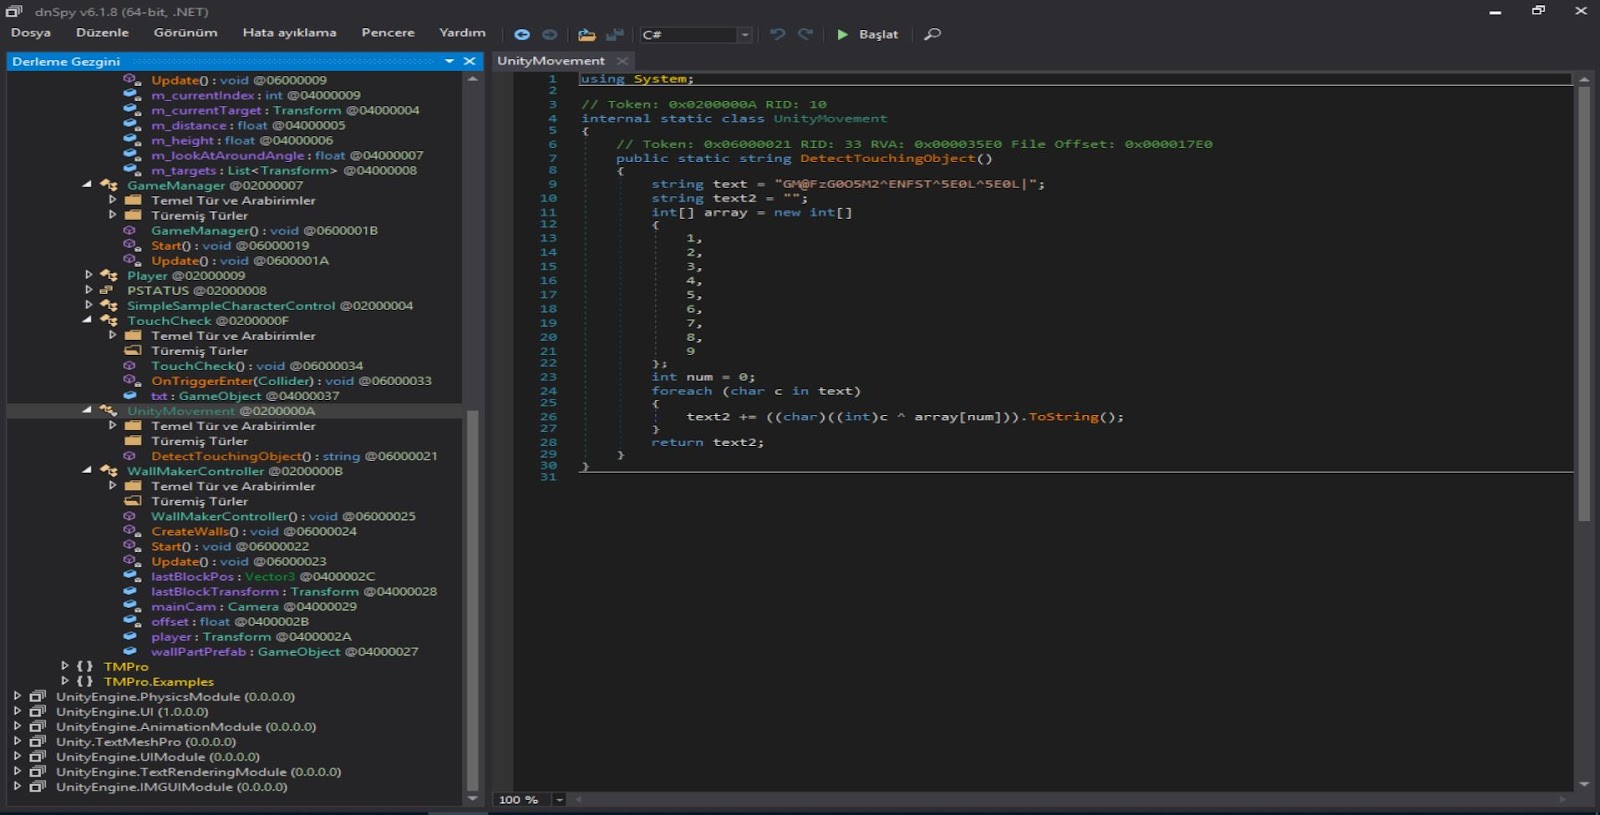 dnSpy v6.1.8 (64-bit, .NET)
Dosya Düzenle Görünüm Hata ayıklama Pencere Yardım C# Başlat
Derleme Gezgini
Update() : void @06000009
m_currentIndex : int @04000009
m_currentTarget : Transform @04000004
m_distance : float @04000005
m_height : float @04000006
m_lookAtAroundAngle : float @04000007
m_targets : List<Transform> @04000008
GameManager @02000007
Temel Tür ve Arabirimler
Türemiş Türler
GameManager() : void @0600001B
Start() : void @06000019
Update() : void @0600001A
Player @02000009
PSTATUS @02000008
SimpleSampleCharacterControl @02000004
TouchCheck @0200000F
Temel Tür ve Arabirimler
Türemiş Türler
TouchCheck() : void @06000034
OnTriggerEnter(Collider) : void @06000033
txt : GameObject @04000037
UnityMovement @0200000A
Temel Tür ve Arabirimler
Türemiş Türler
DetectTouchingObject() : string @06000021
WallMakerController @0200000B
Temel Tür ve Arabirimler
Türemiş Türler
WallMakerController() : void @06000025
CreateWalls() : void @06000024
Start() : void @06000022
Update() : void @06000023
lastBlockPos : Vector3 @0400002C
lastBlockTransform : Transform @04000028
mainCam : Camera @04000029
offset : float @0400002B
player : Transform @0400002A
wallPartPrefab : GameObject @04000027
{ } TMPro
{ } TMPro.Examples
UnityEngine.PhysicsModule (0.0.0.0)
UnityEngine.UI (1.0.0.0)
UnityEngine.AnimationModule (0.0.0.0)
Unity.TextMeshPro (0.0.0.0)
UnityEngine.UIModule (0.0.0.0)
UnityEngine.TextRenderingModule (0.0.0.0)
UnityEngine.IMGUIModule (0.0.0.0)
UnityMovement
1 using System;
2
3 // Token: 0x0200000A RID: 10
4 internal static class UnityMovement
5 {
6 // Token: 0x06000021 RID: 33 RVA: 0x000035E0 File Offset: 0x000017E0
7 public static string DetectTouchingObject()
8 {
9 string text = "GM@FzG0O5M2^ENFST^5E0L^5E0L|";
10 string text2 = "";
11 int[] array = new int[]
12 {
13 1,
14 2,
15 3,
16 4,
17 5,
18 6,
19 7,
20 8,
21 9
22 };
23 int num = 0;
24 foreach (char c in text)
25 {
26 text2 += ((char)((int)c ^ array[num])).ToString();
27 }
28 return text2;
29 }
30 }
31
100 %